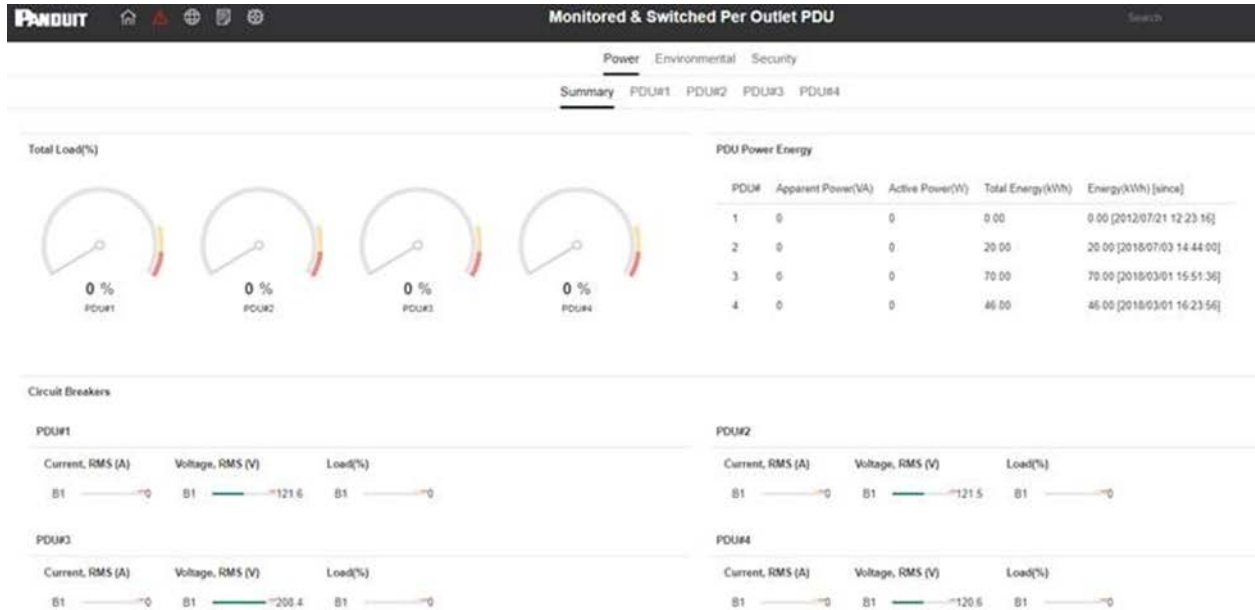 PANDUIT Monitored & Switched Per Outlet PDU Search
Power Environmental Security
Summary PDU#1 PDU#2 PDU#3 PDU#4
Total Load(%)
0 % 0 % 0 % 0 %
PDU#1 PDU#2 PDU#3 PDU#4
PDU Power Energy
PDU# Apparent Power(VA) Active Power(W) Total Energy(kWh) Energy(kWh) [since]
1 0 0 0.00 0.00 [2012/07/21 12:23:16]
2 0 0 20.00 20.00 [2018/07/03 14:44:00]
3 0 0 70.00 70.00 [2018/03/01 15:51:36]
4 0 0 46.00 46.00 [2018/03/01 16:23:56]
Circuit Breakers
PDU#1
Current, RMS (A) Voltage, RMS (V) Load(%)
B1 0 B1 121.6 B1 0
PDU#2
Current, RMS (A) Voltage, RMS (V) Load(%)
B1 0 B1 121.5 B1 0
PDU#3
Current, RMS (A) Voltage, RMS (V) Load(%)
B1 0 B1 208.4 B1 0
PDU#4
Current, RMS (A) Voltage, RMS (V) Load(%)
B1 0 B1 120.6 B1 0